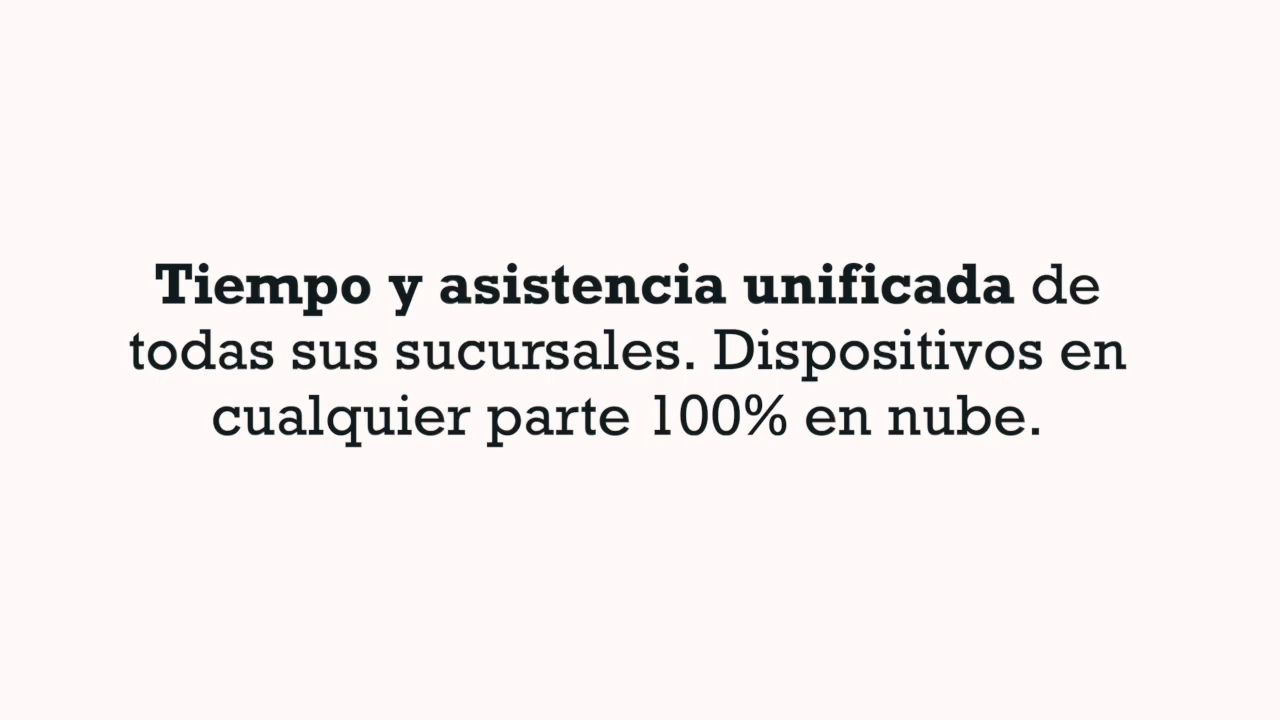 Tiempo y asistencia unificada de
todas sus sucursales. Dispositivos en
cualquier parte 100% en nube.